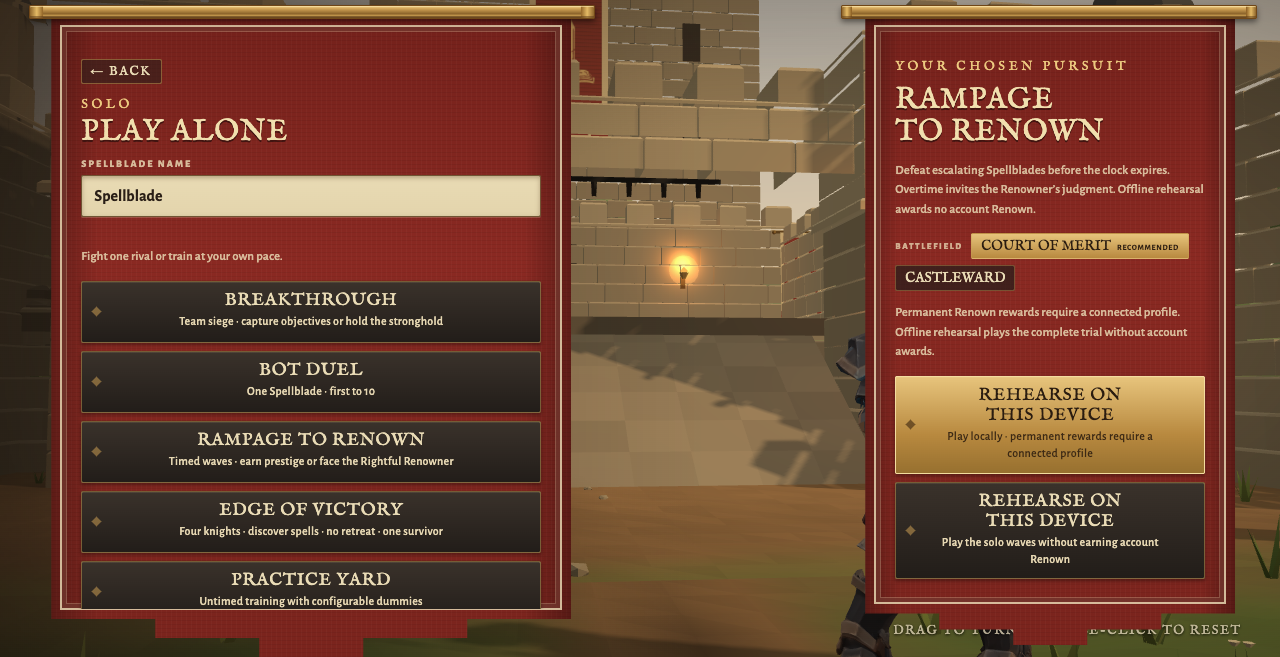 ← BACK
SOLO
PLAY ALONE
SPELLBLADE NAME
Spellblade
Fight one rival or train at your own pace.
BREAKTHROUGH
Team siege · capture objectives or hold the stronghold
BOT DUEL
One Spellblade · first to 10
RAMPAGE TO RENOWN
Timed waves · earn prestige or face the Rightful Renowner
EDGE OF VICTORY
Four knights · discover spells · no retreat · one survivor
PRACTICE YARD
Untimed training with configurable dummies
YOUR CHOSEN PURSUIT
RAMPAGE
TO RENOWN
Defeat escalating Spellblades before the clock expires.
Overtime invites the Renowner's judgment. Offline rehearsal
awards no account Renown.
BATTLEFIELD COURT OF MERIT RECOMMENDED
CASTLEWARD
Permanent Renown rewards require a connected profile.
Offline rehearsal plays the complete trial without account
awards.
REHEARSE ON
THIS DEVICE
Play locally · permanent rewards require a
connected profile
REHEARSE ON
THIS DEVICE
Play the solo waves without earning account
Renown
DRAG TO TURN E-CLICK TO RESET